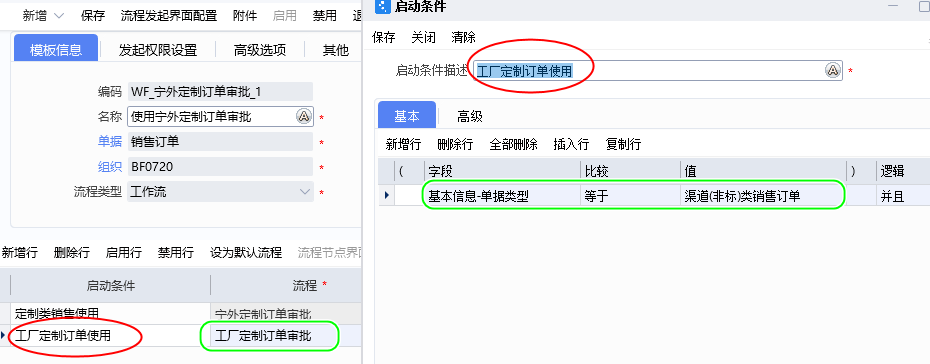 新增 保存 流程发起界面配置 附件 启用 禁用
模板信息 发起权限设置 高级选项 其他
编码 WF_宁外定制订单审批_1
名称 使用宁外定制订单审批 A *
单据 销售订单 *
组织 BF0720 *
流程类型 工作流 *
新增行 删除行 启用行 禁用行 设为默认流程 流程节点界
启动条件 流程 *
定制类销售使用 宁外定制订单审批
工厂定制订单使用 工厂定制订单审批
启动条件
保存 关闭 清除
启动条件描述 工厂定制订单使用 A *
基本 高级
新增行 删除行 全部删除 插入行 复制行
( 字段 比较 值 ) 逻辑
基本信息-单据类型 等于 渠道(非标)类销售订单 并且